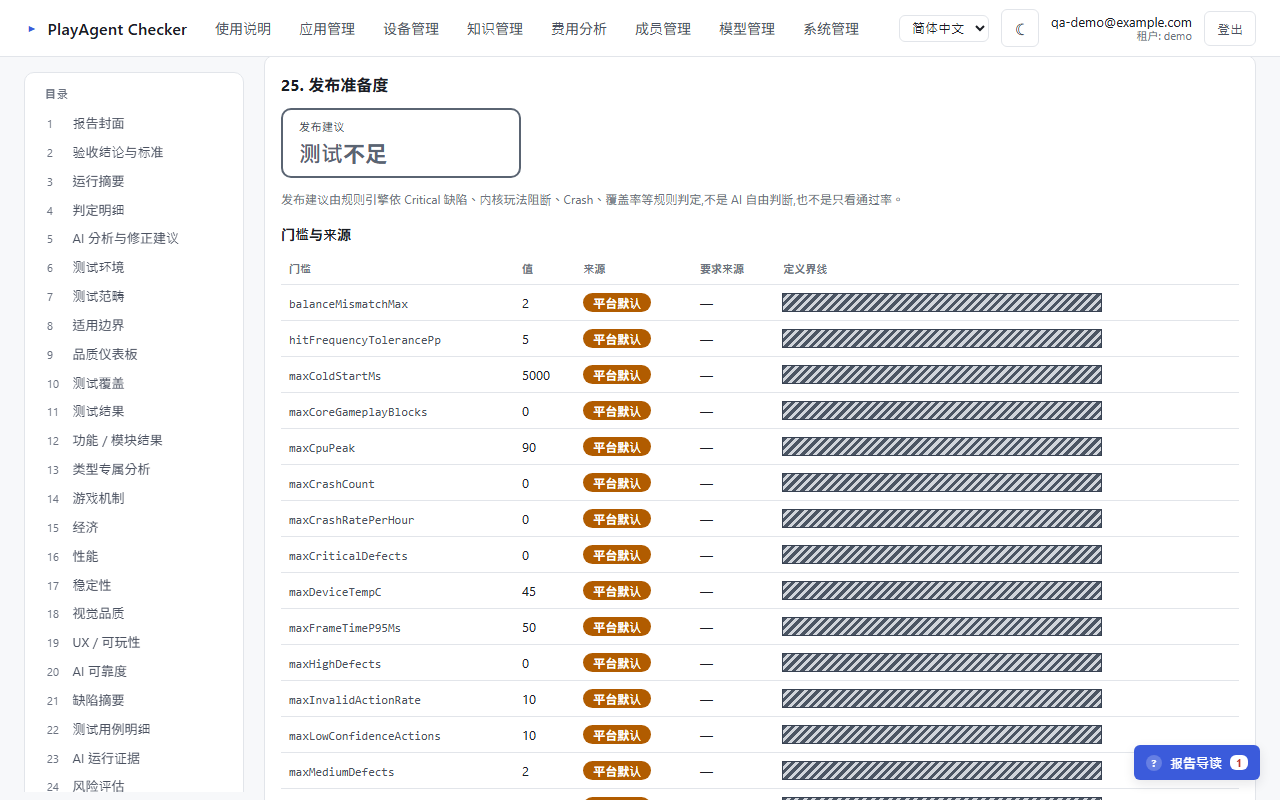 PlayAgent Checker
使用说明
应用管理
设备管理
知识管理
费用分析
成员管理
模型管理
系统管理
简体中文
qa-demo@example.com
租户: demo
登出
目录
1 报告封面
2 验收结论与标准
3 运行摘要
4 判定明细
5 AI 分析与修正建议
6 测试环境
7 测试范畴
8 适用边界
9 品质仪表板
10 测试覆盖
11 测试结果
12 功能 / 模块结果
13 类型专属分析
14 游戏机制
15 经济
16 性能
17 稳定性
18 视觉品质
19 UX / 可玩性
20 AI 可靠度
21 缺陷摘要
22 测试用例明细
23 AI 运行证据
24 风险评估
25. 发布准备度
发布建议
测试不足
发布建议由规则引擎依 Critical 缺陷、内核玩法阻断、Crash、覆盖率等规则判定,不是 AI 自由判断,也不是只看通过率。
门槛与来源
门槛 值 来源 要求来源 定义界线
balanceMismatchMax 2 平台默认 —
hitFrequencyTolerancePp 5 平台默认 —
maxColdStartMs 5000 平台默认 —
maxCoreGameplayBlocks 0 平台默认 —
maxCpuPeak 90 平台默认 —
maxCrashCount 0 平台默认 —
maxCrashRatePerHour 0 平台默认 —
maxCriticalDefects 0 平台默认 —
maxDeviceTempC 45 平台默认 —
maxFrameTimeP95Ms 50 平台默认 —
maxHighDefects 0 平台默认 —
maxInvalidActionRate 10 平台默认 —
maxLowConfidenceActions 10 平台默认 —
maxMediumDefects 2 平台默认 —
? 报告导读 1